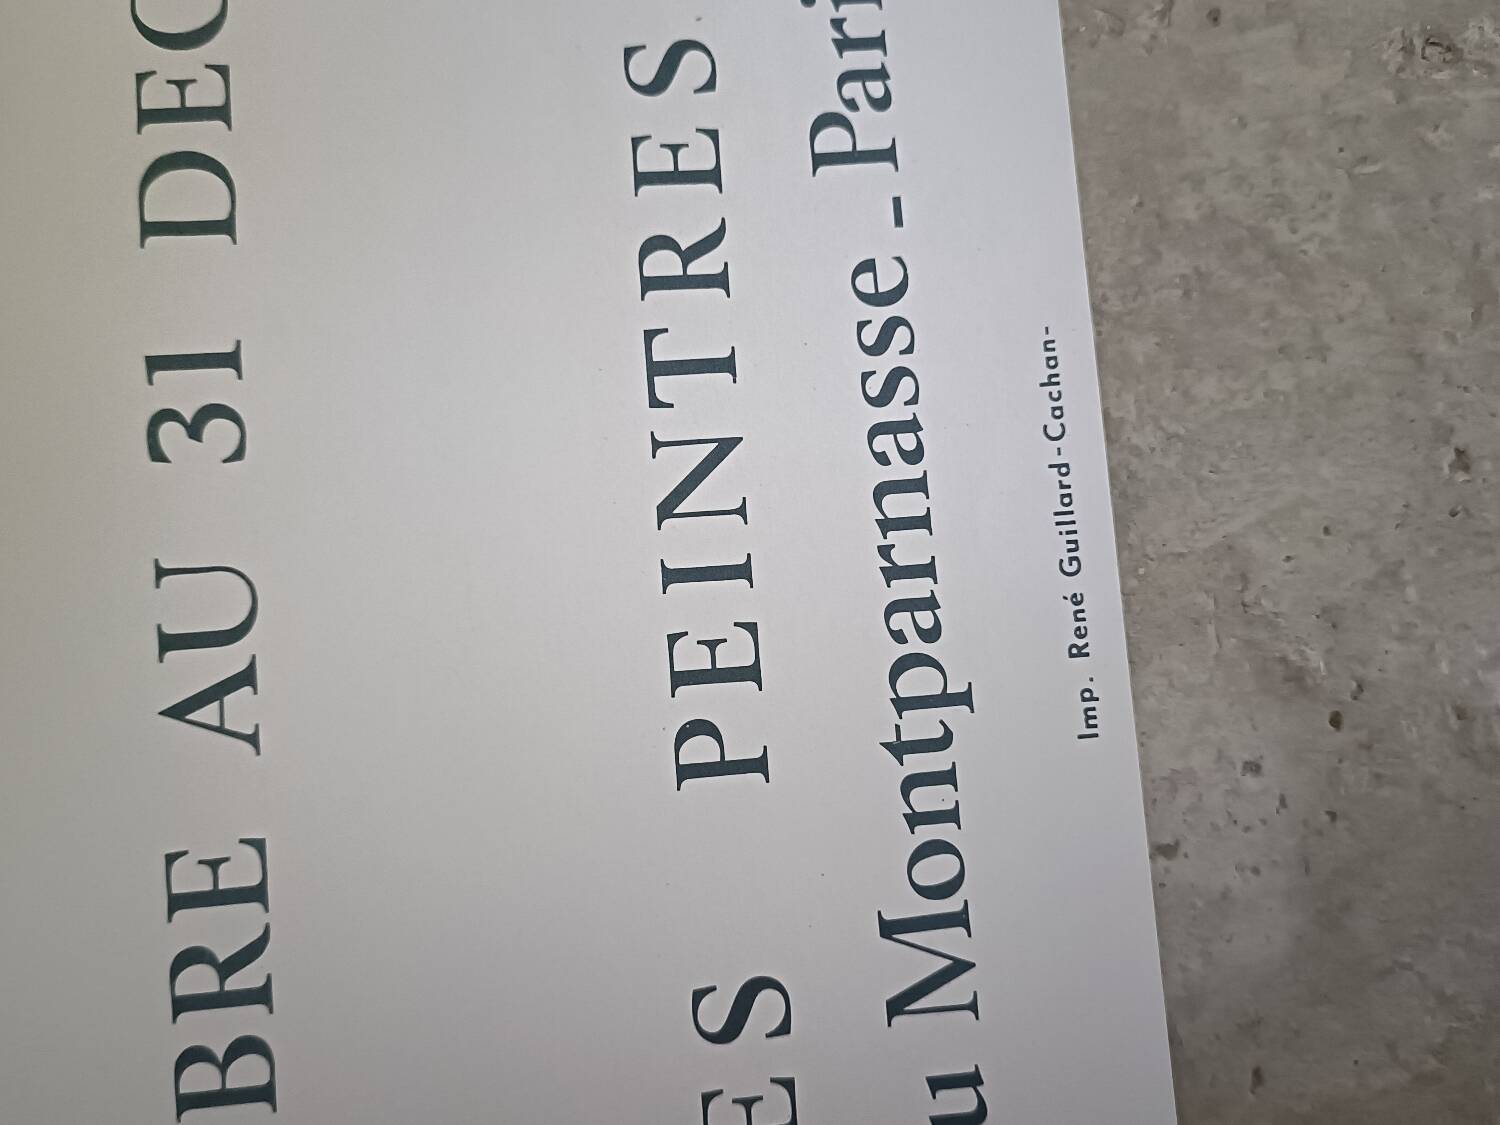 BRE AU 31 DEC
ES PEINTRES
u Montparnasse - Pari
Imp. René Guillard - Cachan-